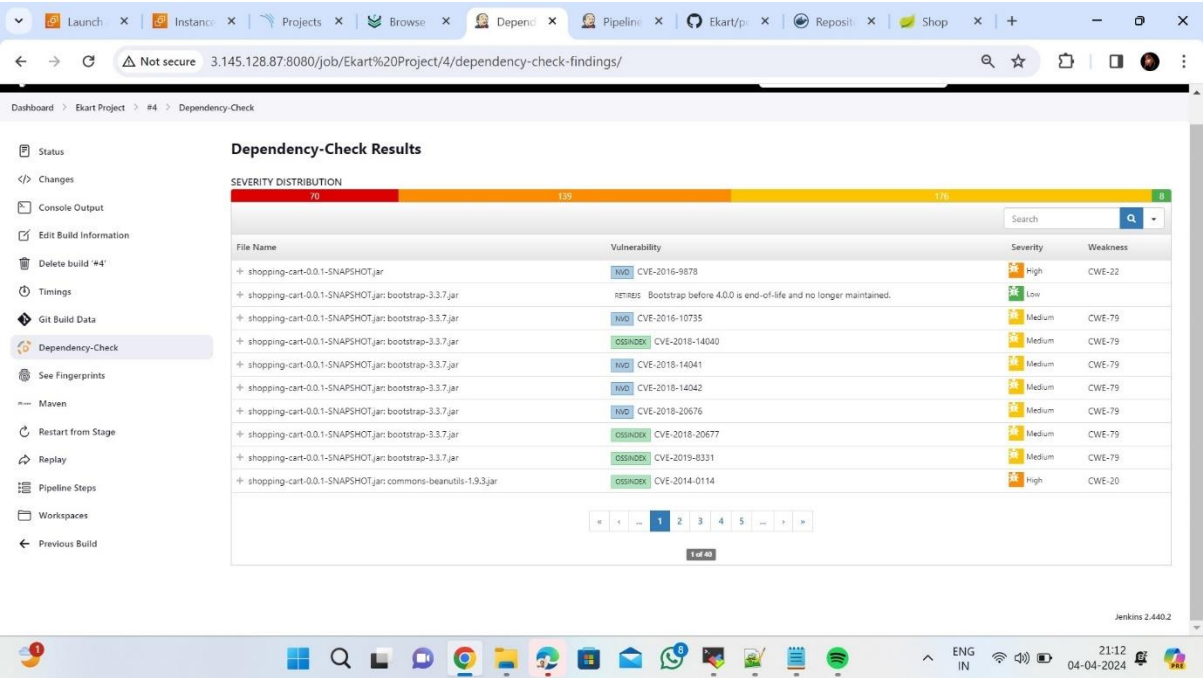 Launch
Instance
Projects
Browse
Depend
Pipeline
Ekart/p
Reposit
Shop
Not secure 3.145.128.87:8080/job/Ekart%20Project/4/dependency-check-findings/
Dashboard > Ekart Project > #4 > Dependency-Check
Status
Changes
Console Output
Edit Build Information
Delete build '#4'
Timings
Git Build Data
Dependency-Check
See Fingerprints
Maven
Restart from Stage
Replay
Pipeline Steps
Workspaces
Previous Build
Dependency-Check Results
SEVERITY DISTRIBUTION
70 139 176 8
Search
File Name Vulnerability Severity Weakness
+ shopping-cart-0.0.1-SNAPSHOT.jar NVD CVE-2016-9878 High CWE-22
+ shopping-cart-0.0.1-SNAPSHOT.jar: bootstrap-3.3.7.jar RETIREJS Bootstrap before 4.0.0 is end-of-life and no longer maintained. Low
+ shopping-cart-0.0.1-SNAPSHOT.jar: bootstrap-3.3.7.jar NVD CVE-2016-10735 Medium CWE-79
+ shopping-cart-0.0.1-SNAPSHOT.jar: bootstrap-3.3.7.jar OSSINDEX CVE-2018-14040 Medium CWE-79
+ shopping-cart-0.0.1-SNAPSHOT.jar: bootstrap-3.3.7.jar NVD CVE-2018-14041 Medium CWE-79
+ shopping-cart-0.0.1-SNAPSHOT.jar: bootstrap-3.3.7.jar NVD CVE-2018-14042 Medium CWE-79
+ shopping-cart-0.0.1-SNAPSHOT.jar: bootstrap-3.3.7.jar NVD CVE-2018-20676 Medium CWE-79
+ shopping-cart-0.0.1-SNAPSHOT.jar: bootstrap-3.3.7.jar OSSINDEX CVE-2018-20677 Medium CWE-79
+ shopping-cart-0.0.1-SNAPSHOT.jar: bootstrap-3.3.7.jar OSSINDEX CVE-2019-8331 Medium CWE-79
+ shopping-cart-0.0.1-SNAPSHOT.jar: commons-beanutils-1.9.3.jar OSSINDEX CVE-2014-0114 High CWE-20
« ‹ ... 1 2 3 4 5 ... › »
1 of 40
Jenkins 2.440.2
1
8
ENG
IN
21:12
04-04-2024
PRE